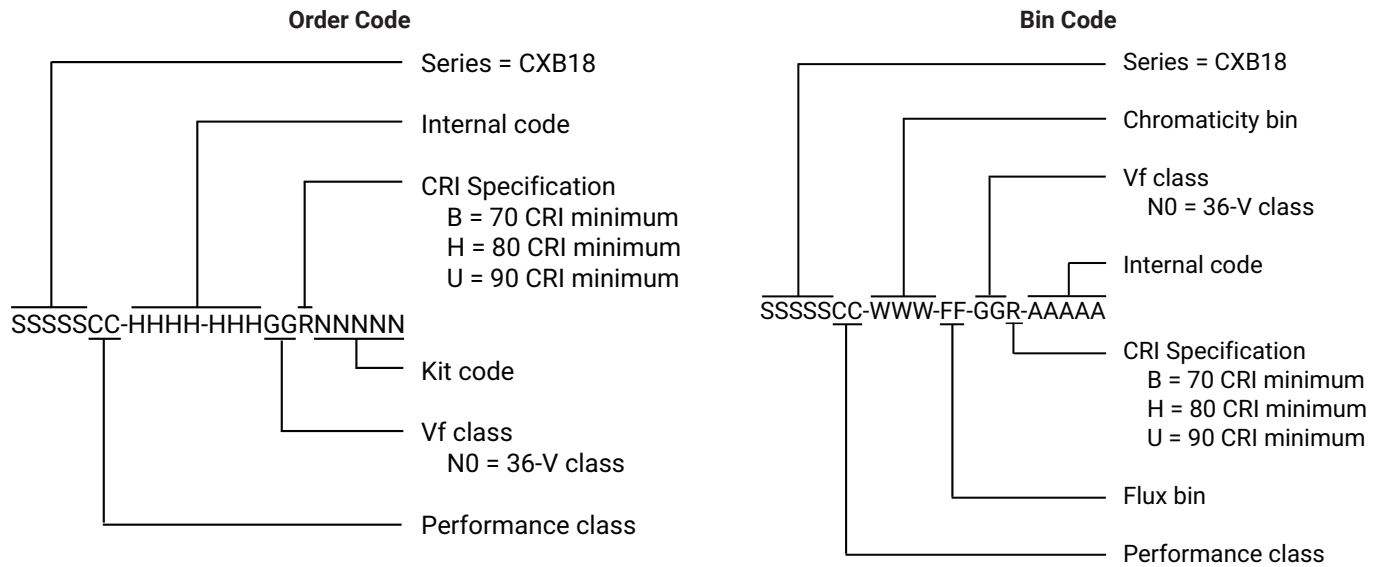 Order Code
Series = CXB18
Internal code
CRI Specification
B = 70 CRI minimum
H = 80 CRI minimum
U = 90 CRI minimum
SSSSSCC-HHHH-HHHGGRNNNNN
Kit code
Vf class
N0 = 36-V class
Performance class
Bin Code
Series = CXB18
Chromaticity bin
Vf class
N0 = 36-V class
Internal code
SSSSSCC-WWW-FF-GGR-AAAAA
CRI Specification
B = 70 CRI minimum
H = 80 CRI minimum
U = 90 CRI minimum
Flux bin
Performance class